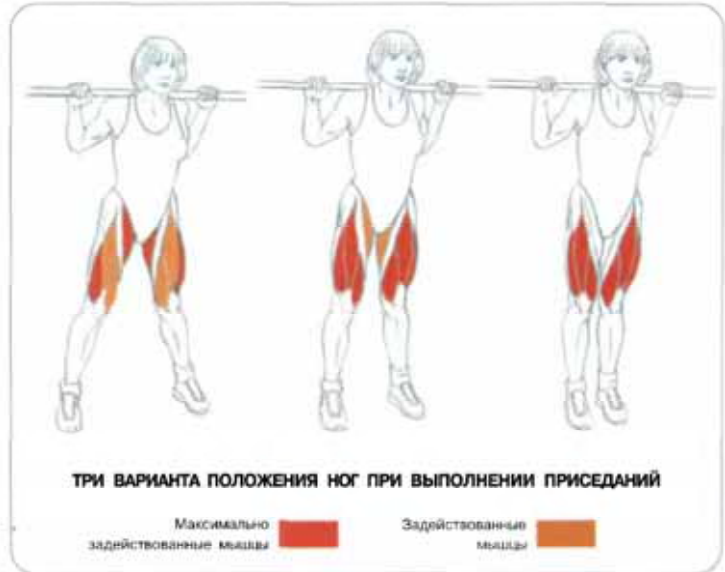 ТРИ ВАРИАНТА ПОЛОЖЕНИЯ НОГ ПРИ ВЫПОЛНЕНИИ ПРИСЕДАНИЙ
Максимально
задействованные мышцы
Задействованные
мышцы